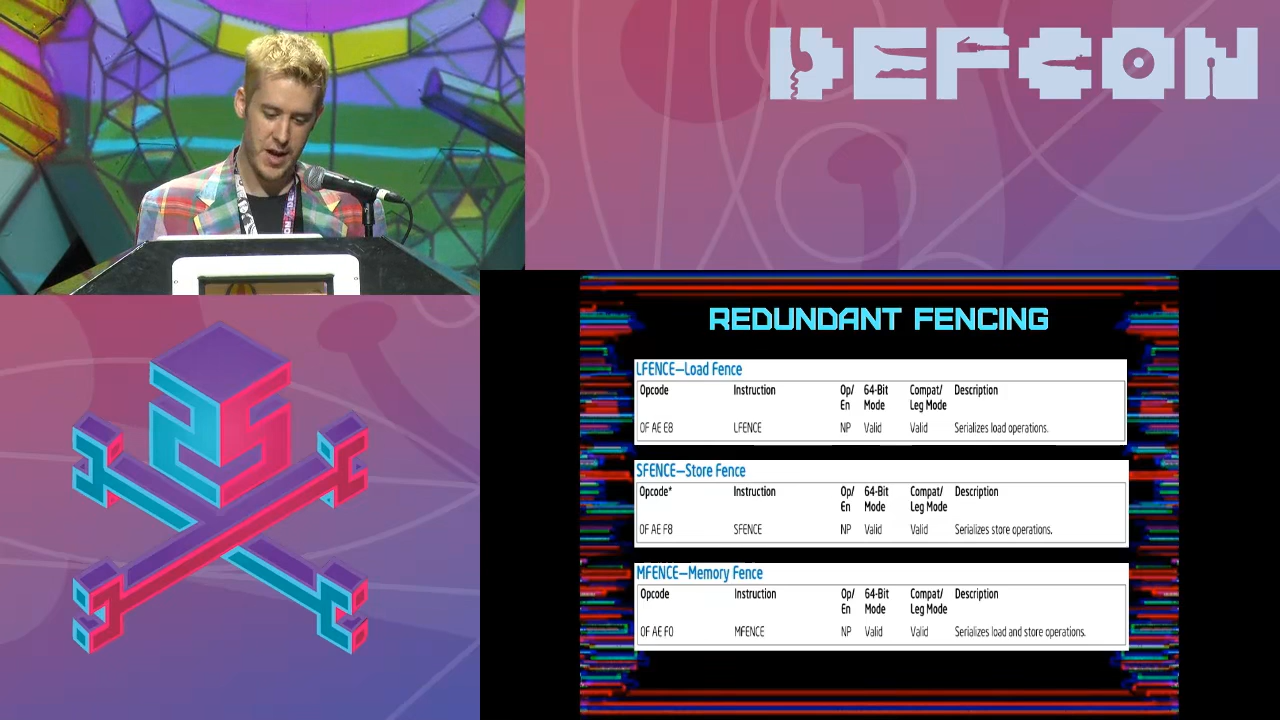 DEFCON
REDUNDANT FENCING
LFENCE—Load Fence
Opcode Instruction Op/ 64-Bit Compat/ Description
En Mode Leg Mode
0F AE E8 LFENCE NP Valid Valid Serializes load operations.
SFENCE—Store Fence
Opcode* Instruction Op/ 64-Bit Compat/ Description
En Mode Leg Mode
0F AE F8 SFENCE NP Valid Valid Serializes store operations.
MFENCE—Memory Fence
Opcode Instruction Op/ 64-Bit Compat/ Description
En Mode Leg Mode
0F AE F0 MFENCE NP Valid Valid Serializes load and store operations.